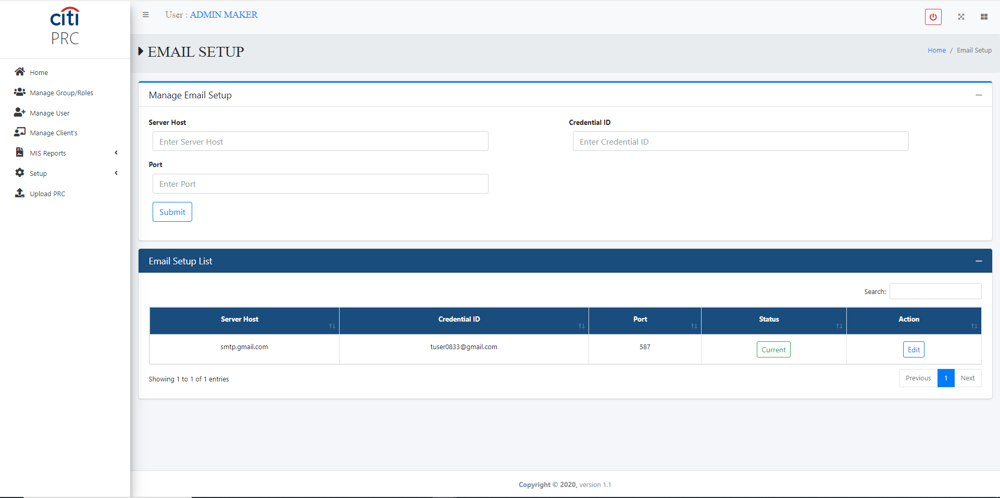 citi
PRC
Home
Manage Group/Roles
Manage User
Manage Client's
MIS Reports
Setup
Upload PRC
User : ADMIN MAKER
EMAIL SETUP
Home / Email Setup
Manage Email Setup
Server Host
Credential ID
Enter Server Host
Enter Credential ID
Port
Enter Port
Submit
Email Setup List
Search:
Server Host Credential ID Port Status Action
smtp.gmail.com tuser0833@gmail.com 587 Current Edit
Showing 1 to 1 of 1 entries
Previous 1 Next
Copyright © 2020, version 1.1